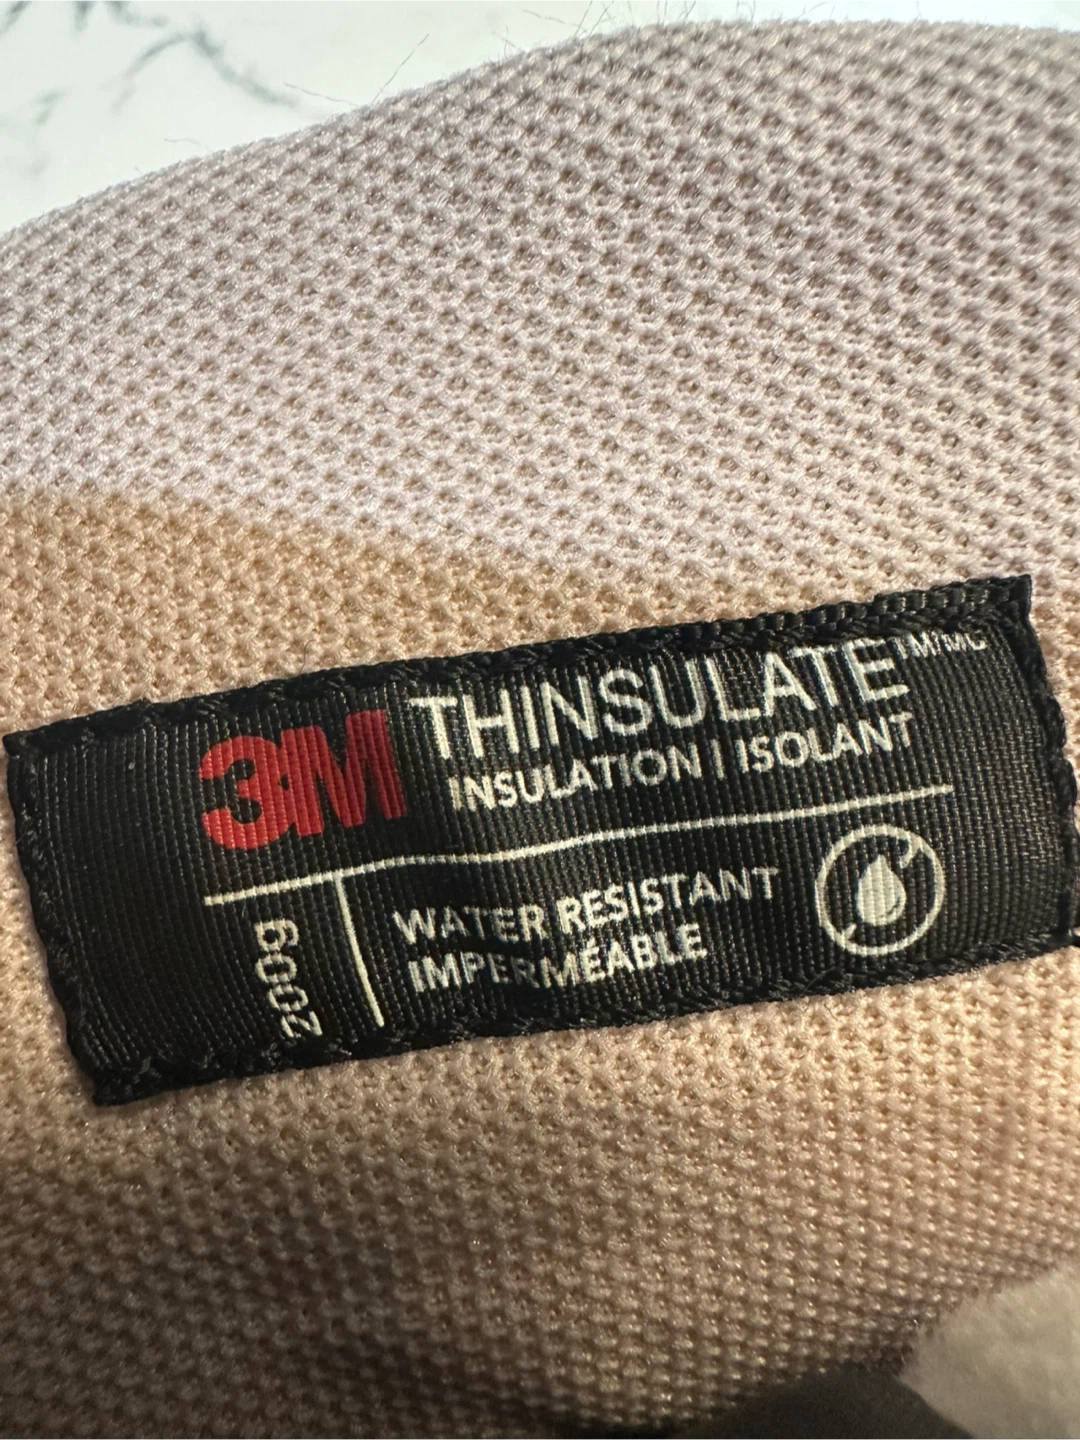 3M THINSULATE™/MC
INSULATION | ISOLANT
200g
WATER RESISTANT
IMPERMÉABLE